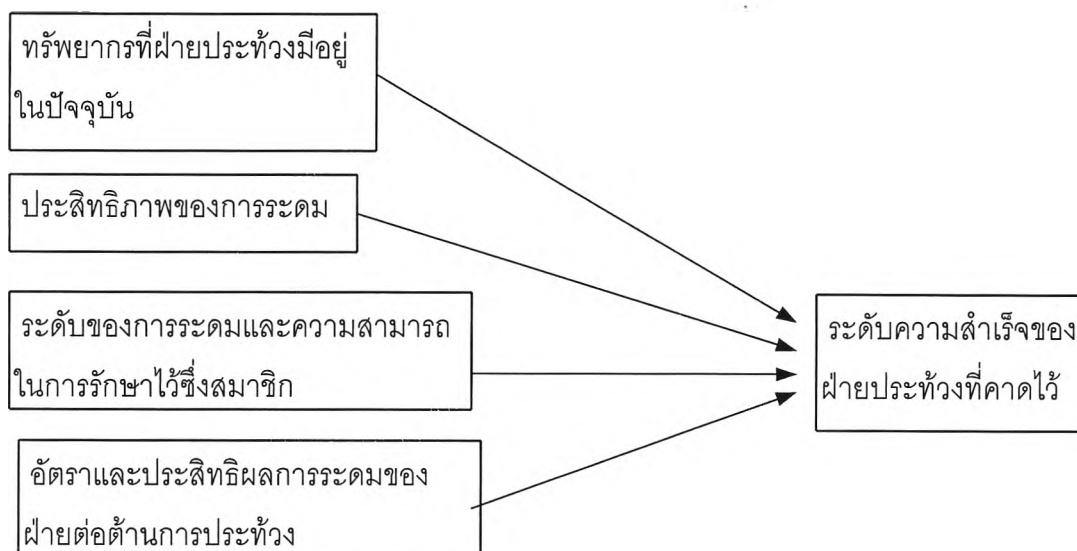 ทรัพยากรที่ฝ่ายประท้วงมีอยู่
ในปัจจุบัน
ประสิทธิภาพของการระดม
ระดับของการระดมและความสามารถ
ในการรักษาไว้ซึ่งสมาชิก
อัตราและประสิทธิผลการระดมของ
ฝ่ายต่อต้านการประท้วง
ระดับความสำเร็จของ
ฝ่ายประท้วงที่คาดไว้